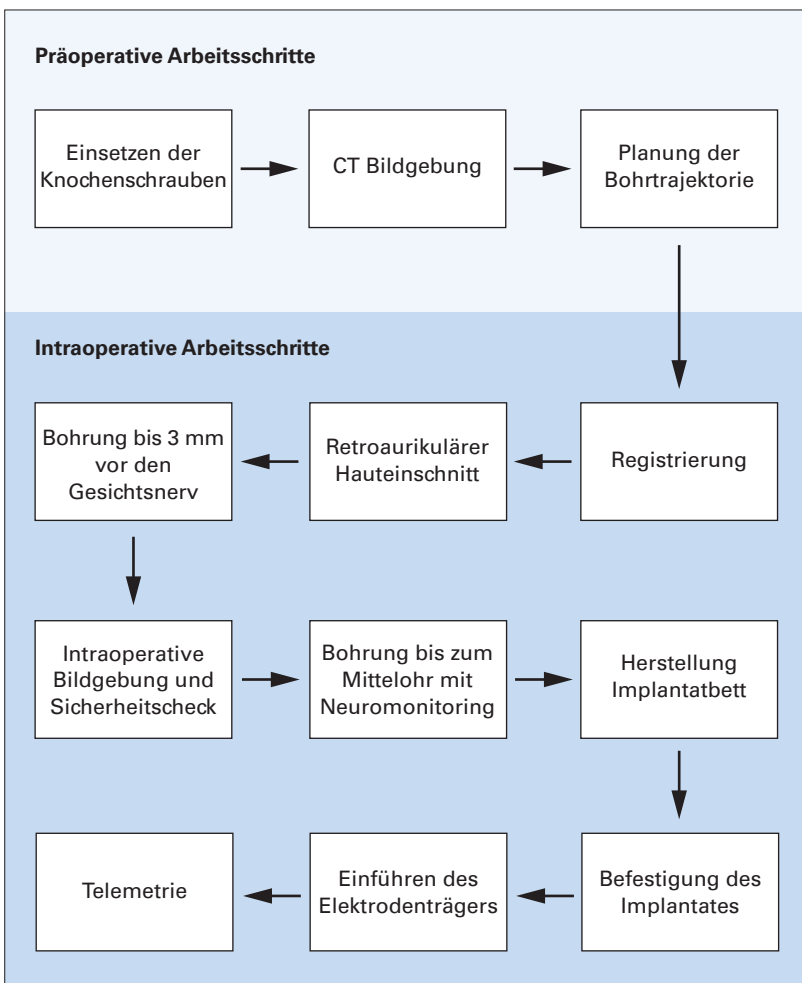 Präoperative Arbeitsschritte
Einsetzen der
Knochenschrauben
CT Bildgebung
Planung der
Bohrtrajektorie
Intraoperative Arbeitsschritte
Registrierung
Retroaurikulärer
Hauteinschnitt
Bohrung bis 3 mm
vor den
Gesichtsnerv
Intraoperative
Bildgebung und
Sicherheitscheck
Bohrung bis zum
Mittelohr mit
Neuromonitoring
Herstellung
Implantatbett
Befestigung des
Implantates
Einführen des
Elektrodenträgers
Telemetrie